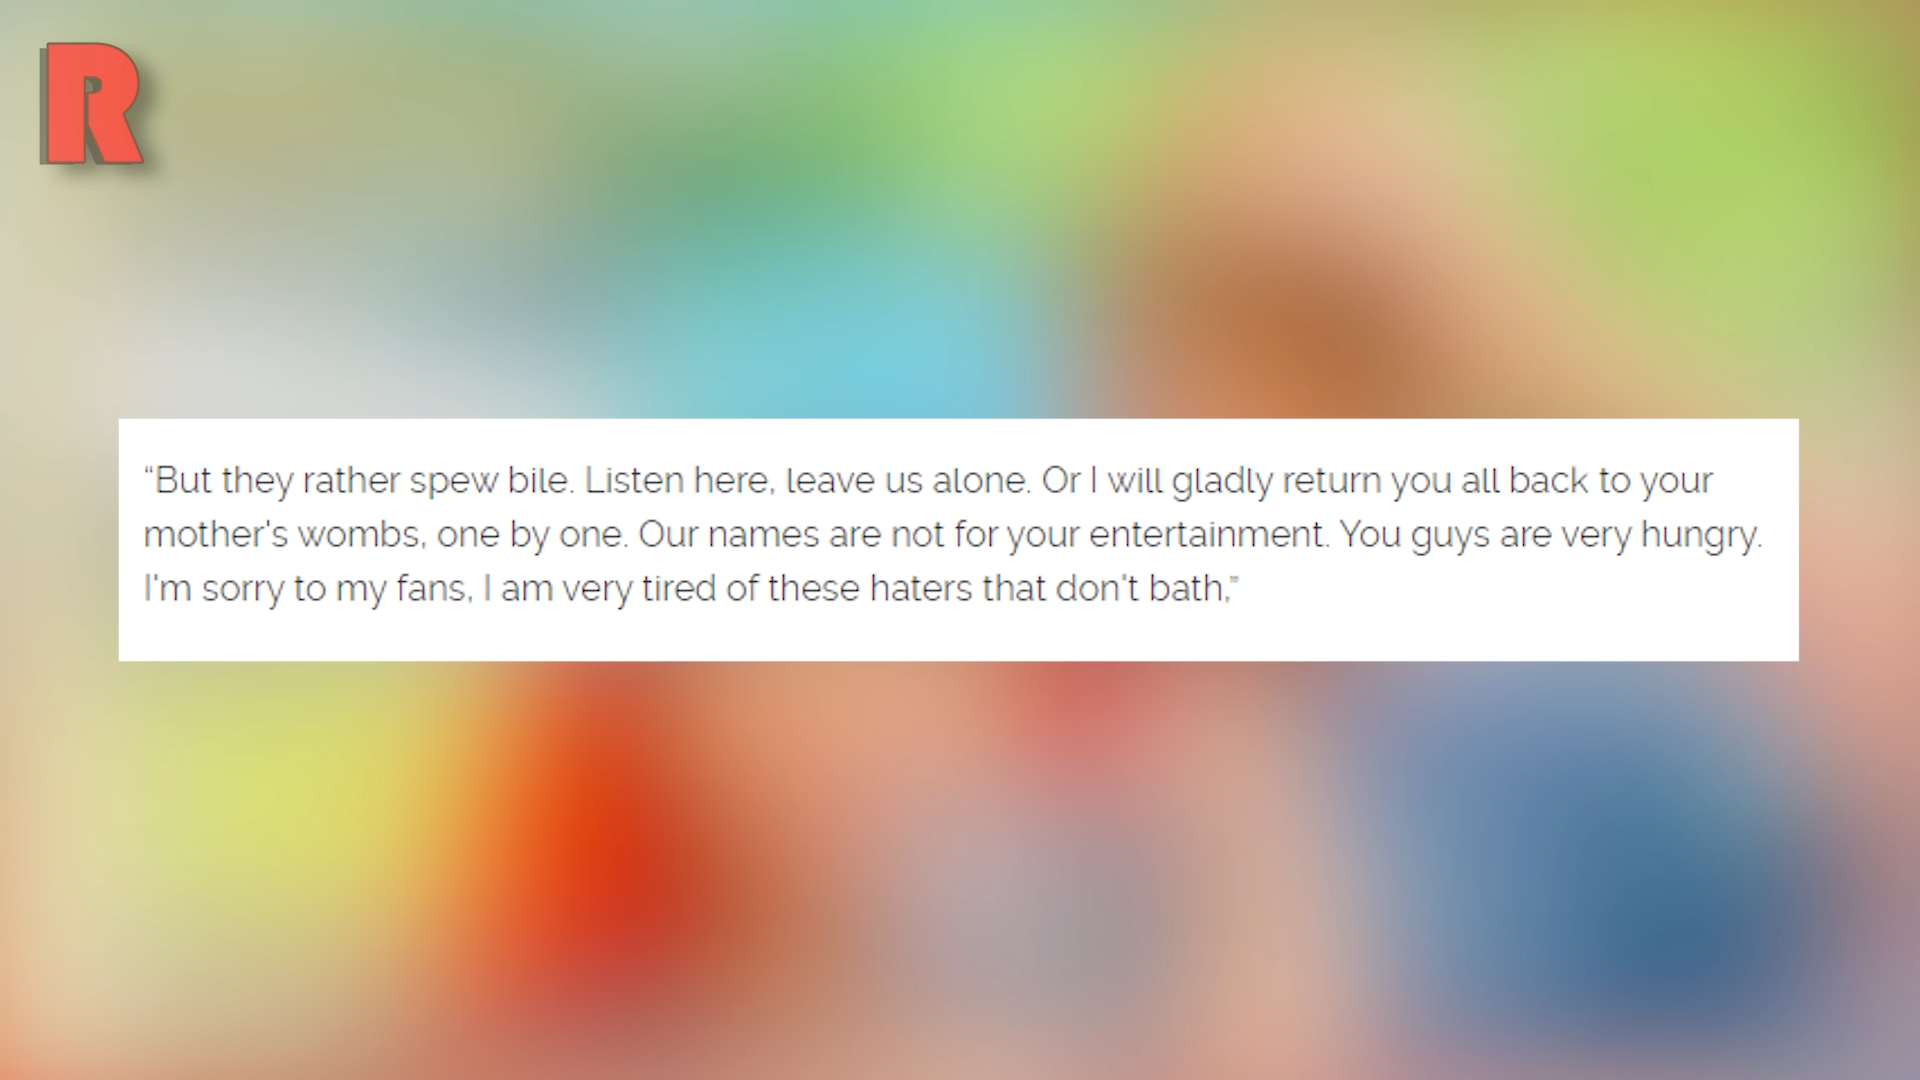 R
“But they rather spew bile. Listen here, leave us alone. Or I will gladly return you all back to your
mother's wombs, one by one. Our names are not for your entertainment. You guys are very hungry.
I'm sorry to my fans, I am very tired of these haters that don't bath,”